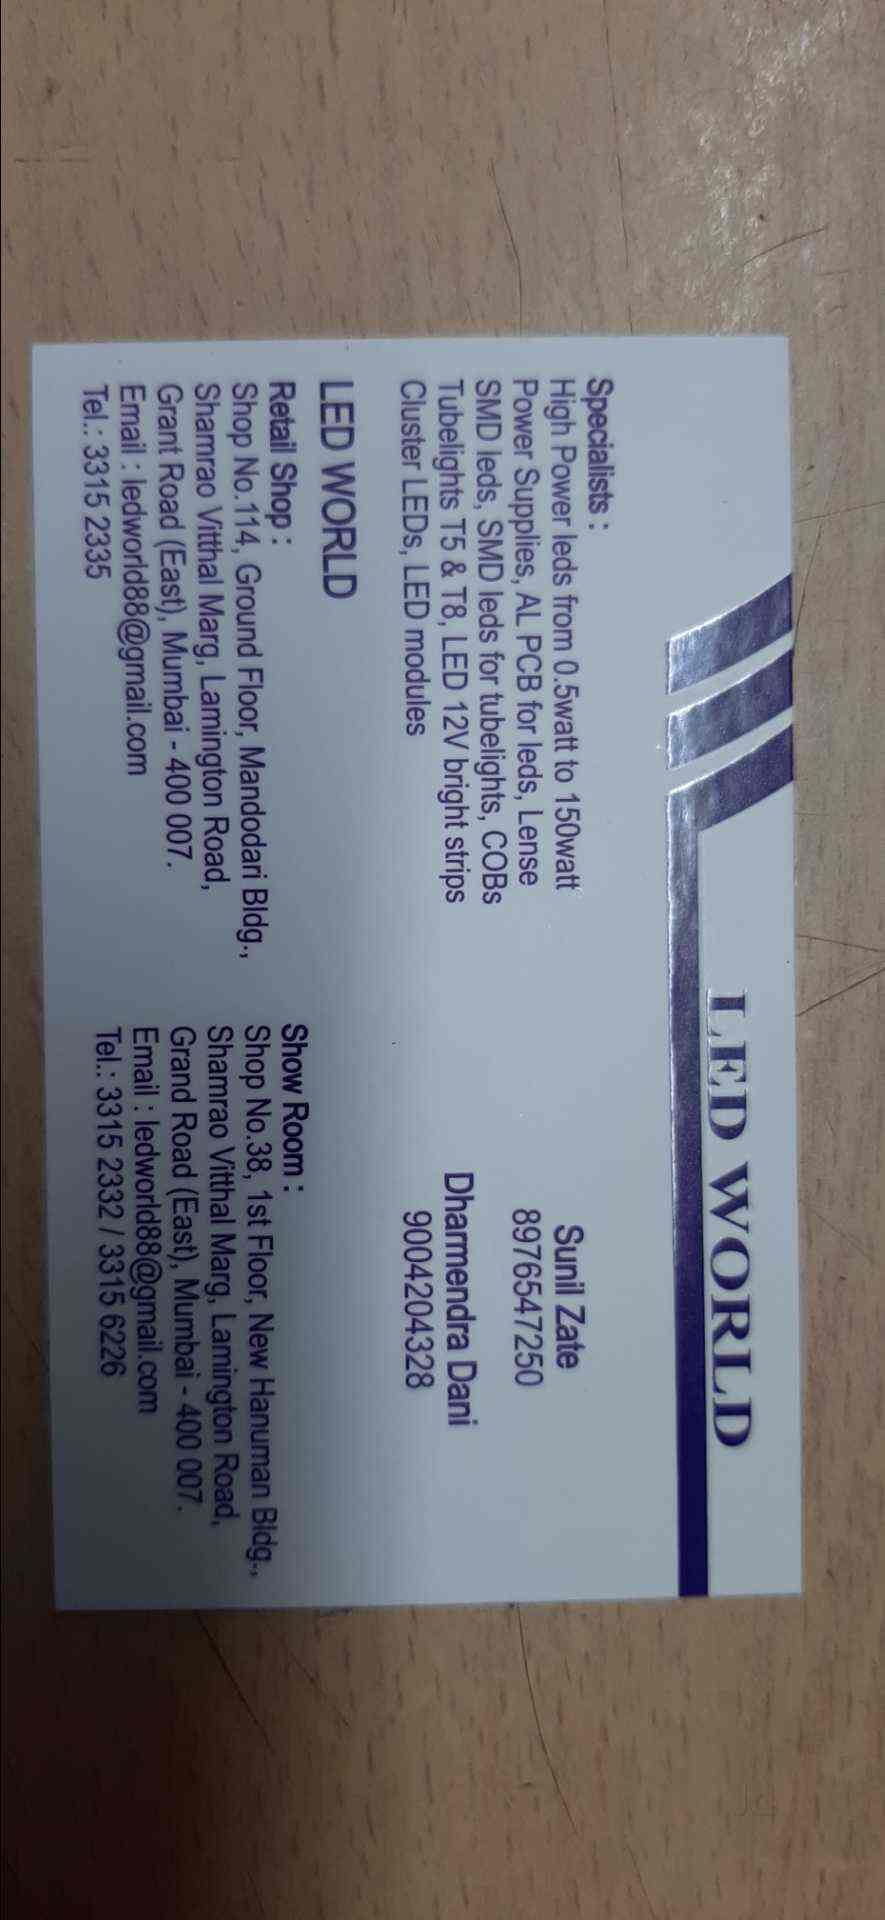 LED WORLD
Specialists :
High Power leds from 0.5watt to 150watt
Power Supplies, AL PCB for leds, Lense
SMD leds, SMD leds for tubelights, COBs
Tubelights T5 & T8, LED 12V bright strips
Cluster LEDs, LED modules
Sunil Zate
8976547250
Dharmendra Dani
9004204328
LED WORLD
Retail Shop :
Shop No.114, Ground Floor, Mandodari Bldg.,
Shamrao Vitthal Marg, Lamington Road,
Grant Road (East), Mumbai - 400 007.
Email : ledworld88@gmail.com
Tel.: 3315 2335
Show Room :
Shop No.38, 1st Floor, New Hanuman Bldg.,
Shamrao Vitthal Marg, Lamington Road,
Grand Road (East), Mumbai - 400 007.
Email : ledworld88@gmail.com
Tel.: 3315 2332 / 3315 6226